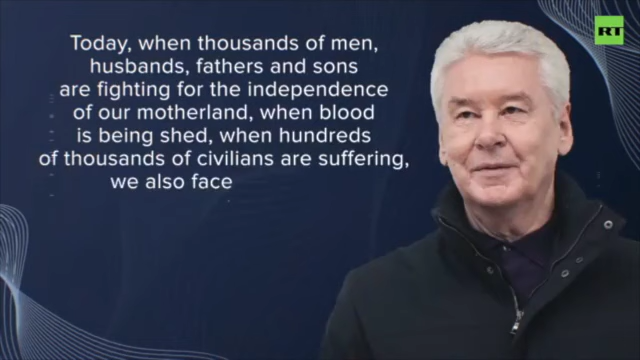 RT
Today, when thousands of men,
husbands, fathers and sons
are fighting for the independence
of our motherland, when blood
is being shed, when hundreds
of thousands of civilians are suffering,
we also face